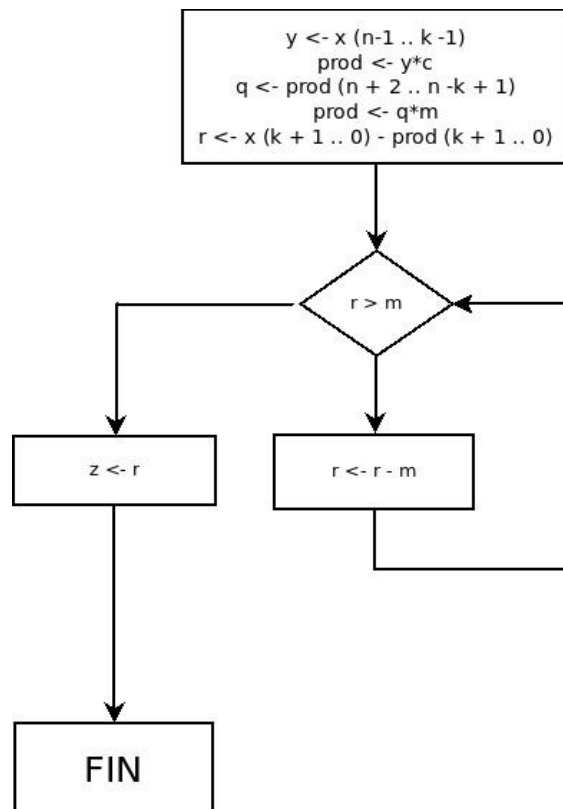 y <- x (n-1 .. k -1)
prod <- y*c
q <- prod (n + 2 .. n -k + 1)
prod <- q*m
r <- x (k + 1 .. 0) - prod (k + 1 .. 0)
r > m
z <- r
r <- r - m
FIN